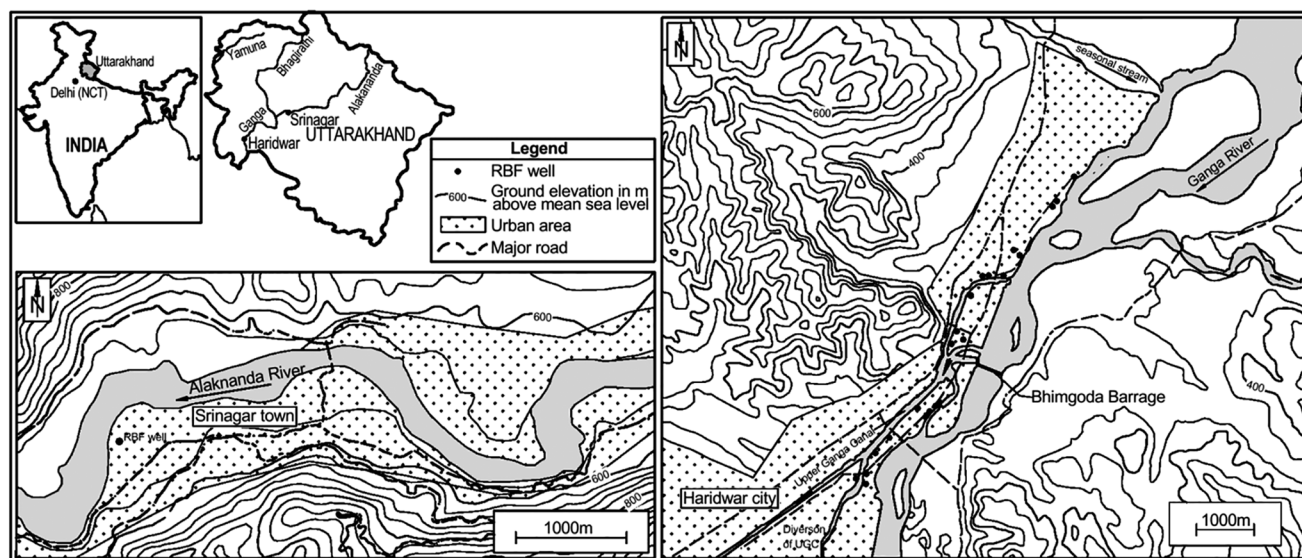 Uttarakhand
Delhi (NCT)
INDIA
Yamuna
Bhagirathi
Alakananda
Ganga
Srinagar
UTTARAKHAND
Haridwar
Legend
RBF well
600
Ground elevation in m
above mean sea level
Urban area
Major road
N
800
600
Alaknanda River
Srinagar town
RBF well
600
800
1000m
N
seasonal stream
600
400
Ganga River
Bhimgoda Barrage
400
Upper Ganga Canal
Haridwar city
Diverson
of UGC
1000m